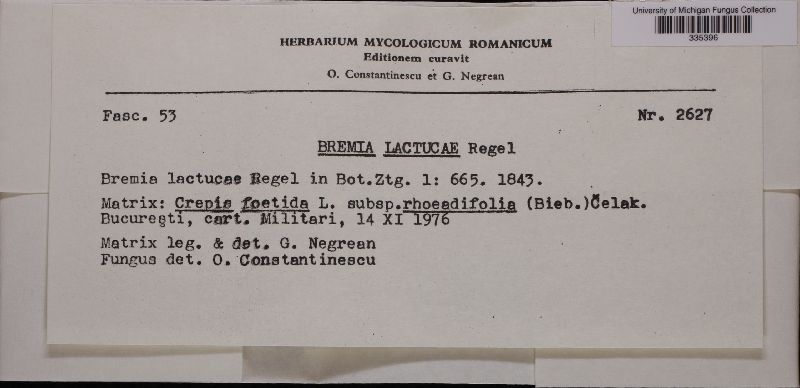 University of Michigan Fungus Collection
335396
HERBARIUM MYCOLOGICUM ROMANICUM
Editionem curavit
O. Constantinescu et G. Negrean
Fasc. 53 Nr. 2627
BREMIA LACTUCAE Regel
Bremia lactucae Regel in Bot.Ztg. 1: 665. 1843.
Matrix: Crepis foetida L. subsp.rhoeadifolia (Bieb.)Čelak.
București, cart. Militari, 14 XI 1976
Matrix leg. & det. G. Negrean
Fungus det. O. Constantinescu